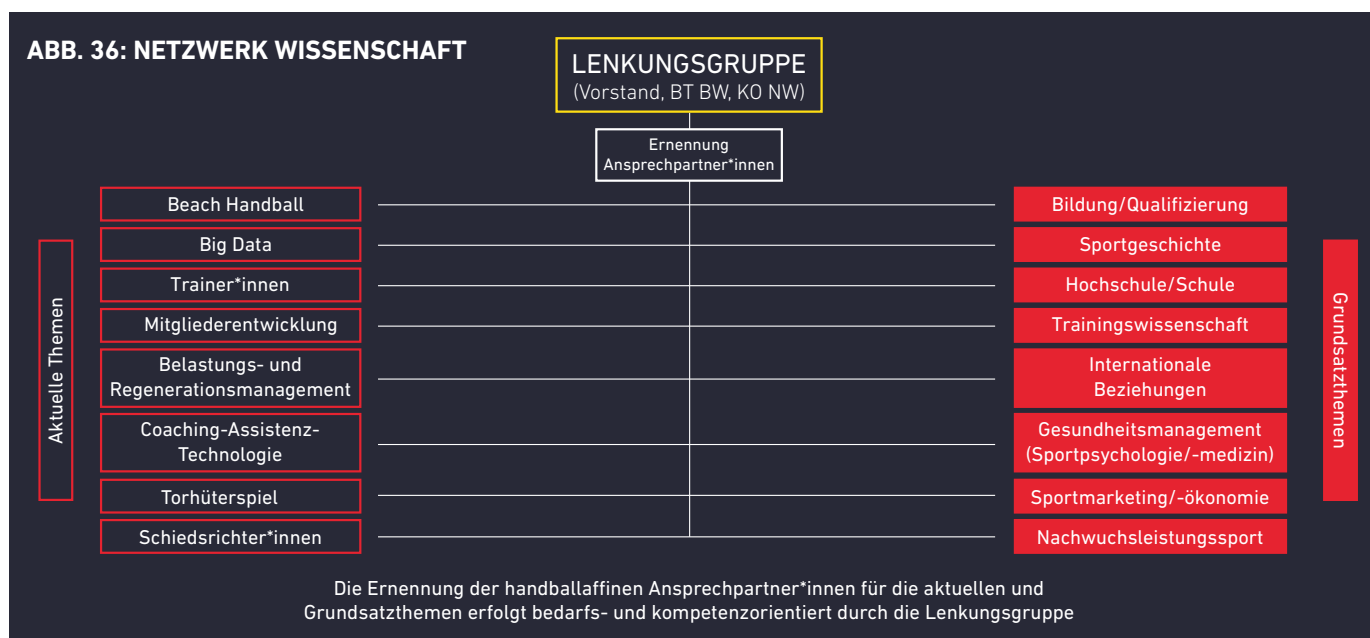 ABB. 36: NETZWERK WISSENSCHAFT
LENKUNGSGRUPPE
(Vorstand, BT BW, KO NW)
Ernennung
Ansprechpartner*innen
Aktuelle Themen
Beach Handball
Big Data
Trainer*innen
Mitgliederentwicklung
Belastungs- und
Regenerationsmanagement
Coaching-Assistenz-
Technologie
Torhüterspiel
Schiedsrichter*innen
Bildung/Qualifizierung
Sportgeschichte
Hochschule/Schule
Trainingswissenschaft
Internationale
Beziehungen
Gesundheitsmanagement
(Sportpsychologie/-medizin)
Sportmarketing/-ökonomie
Nachwuchsleistungssport
Grundsatzthemen
Die Ernennung der handballaffinen Ansprechpartner*innen für die aktuellen und
Grundsatzthemen erfolgt bedarfs- und kompetenzorientiert durch die Lenkungsgruppe